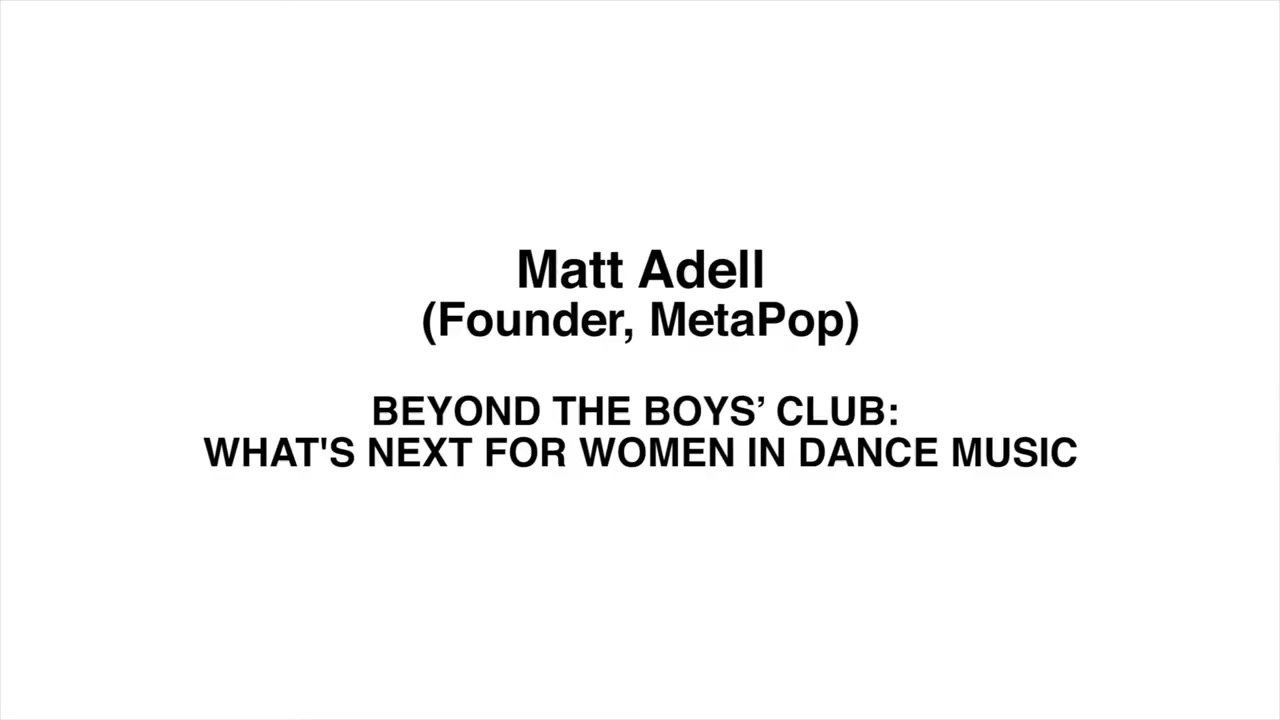 Matt Adell
(Founder, MetaPop)
BEYOND THE BOYS’ CLUB:
WHAT'S NEXT FOR WOMEN IN DANCE MUSIC